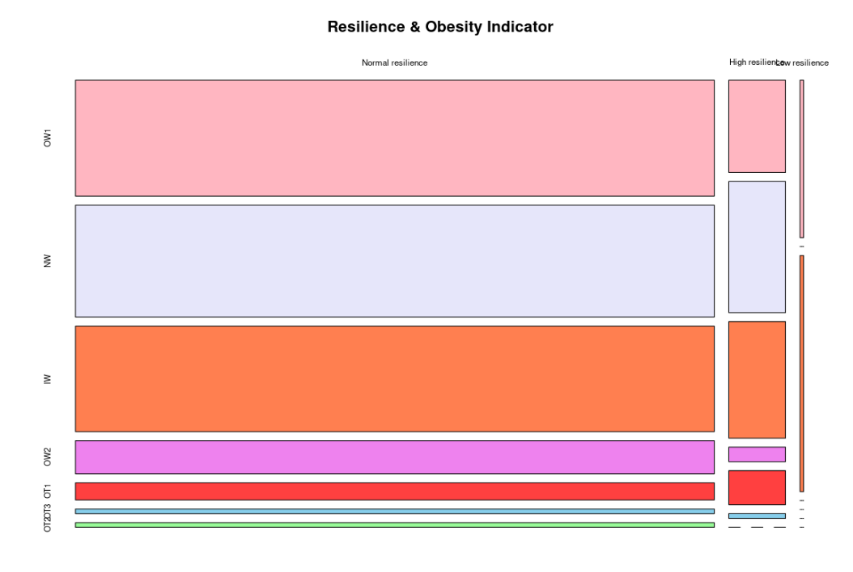 Resilience & Obesity Indicator
Normal resilience
High resilience
Low resilience
OW1
NW
IW
OW2
OT1
OT3
OT2